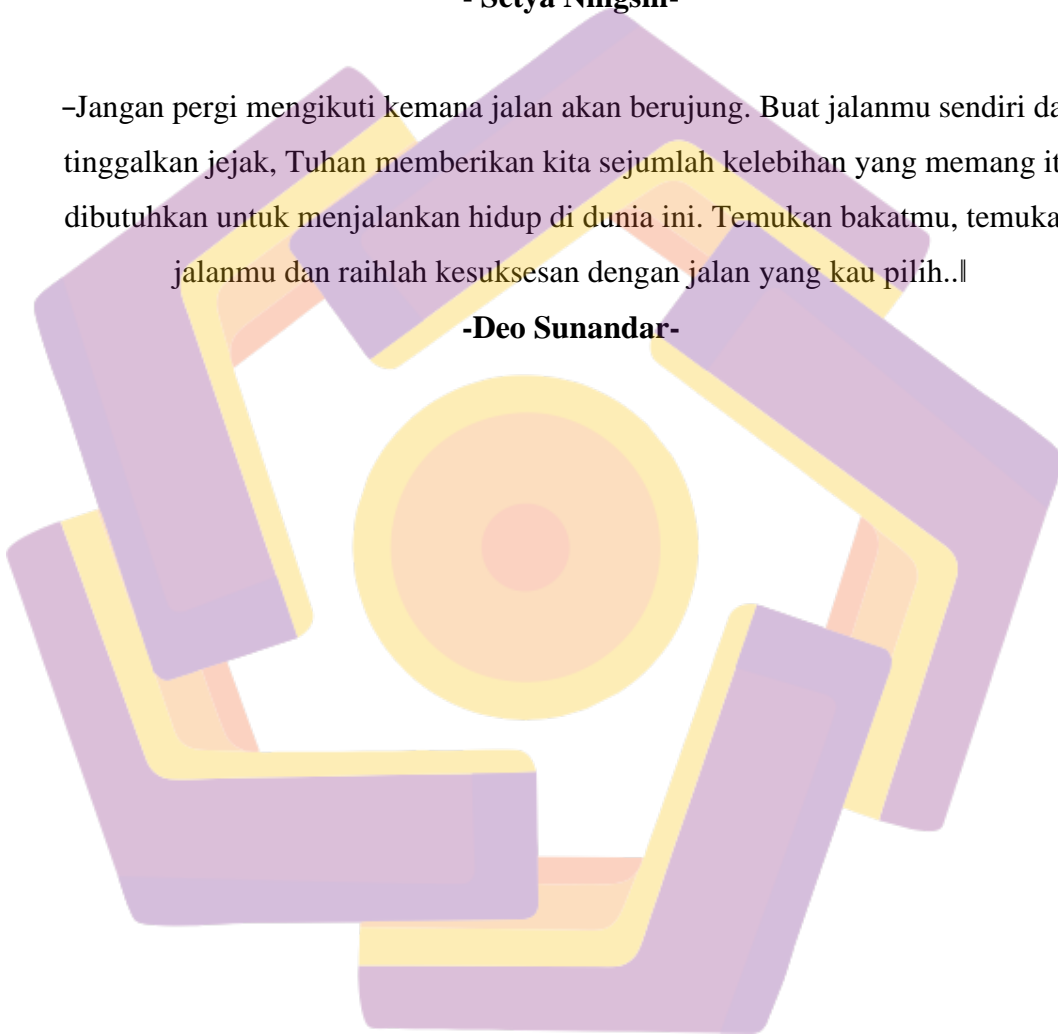 - Setya Ningsih-
–Jangan pergi mengikuti kemana jalan akan berujung. Buat jalanmu sendiri da
tinggalkan jejak, Tuhan memberikan kita sejumlah kelebihan yang memang it
dibutuhkan untuk menjalankan hidup di dunia ini. Temukan bakatmu, temuka
jalanmu dan raihlah kesuksesan dengan jalan yang kau pilih..‖
-Deo Sunandar-